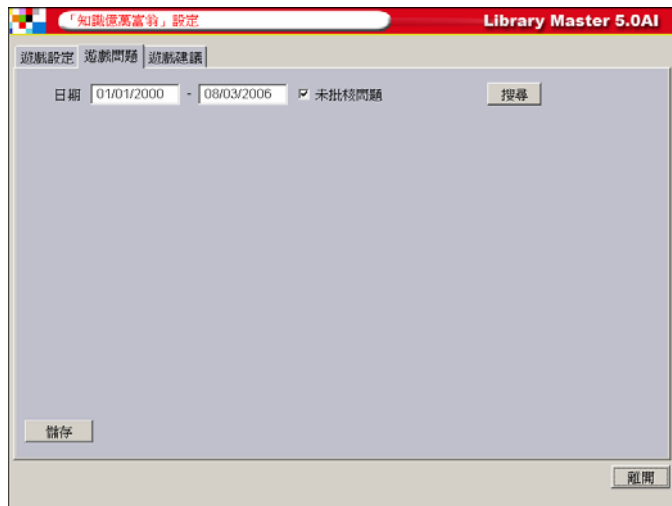 「知識億萬富翁」設定 Library Master 5.0AI
遊戲設定 遊戲問題 遊戲建議
日期 01/01/2000 - 08/03/2006 未批核問題 搜尋
儲存
離開